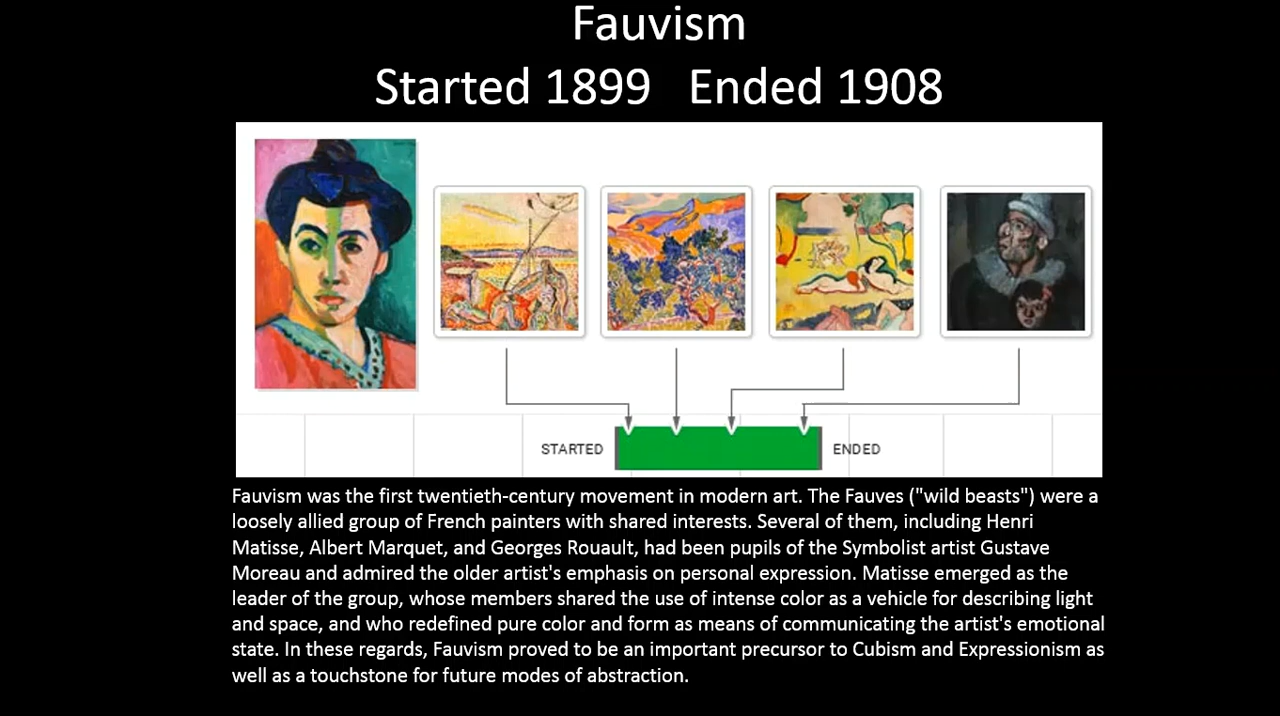 Fauvism
Started 1899 Ended 1908
STARTED
ENDED
Fauvism was the first twentieth-century movement in modern art. The Fauves ("wild beasts") were a
loosely allied group of French painters with shared interests. Several of them, including Henri
Matisse, Albert Marquet, and Georges Rouault, had been pupils of the Symbolist artist Gustave
Moreau and admired the older artist's emphasis on personal expression. Matisse emerged as the
leader of the group, whose members shared the use of intense color as a vehicle for describing light
and space, and who redefined pure color and form as means of communicating the artist's emotional
state. In these regards, Fauvism proved to be an important precursor to Cubism and Expressionism as
well as a touchstone for future modes of abstraction.